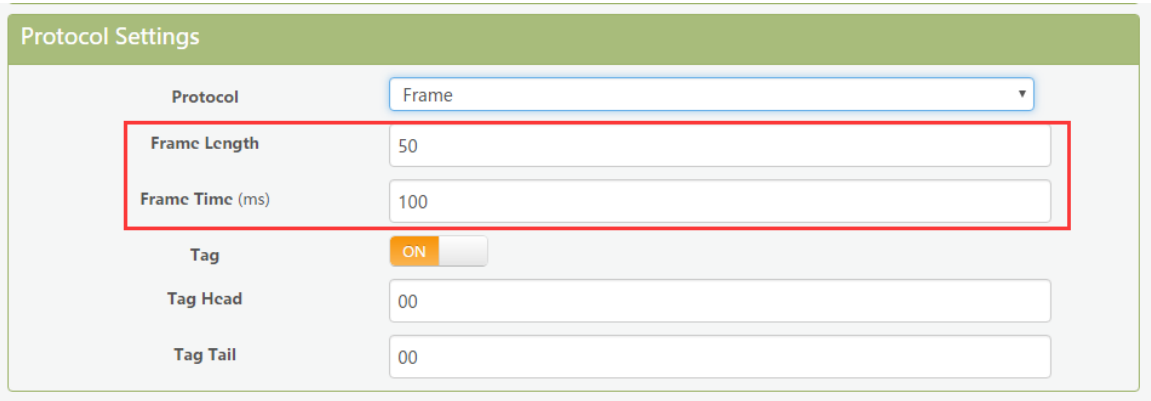 Protocol Settings
Protocol Frame
Frame Length 50
Frame Time (ms) 100
Tag ON
Tag Head 00
Tag Tail 00